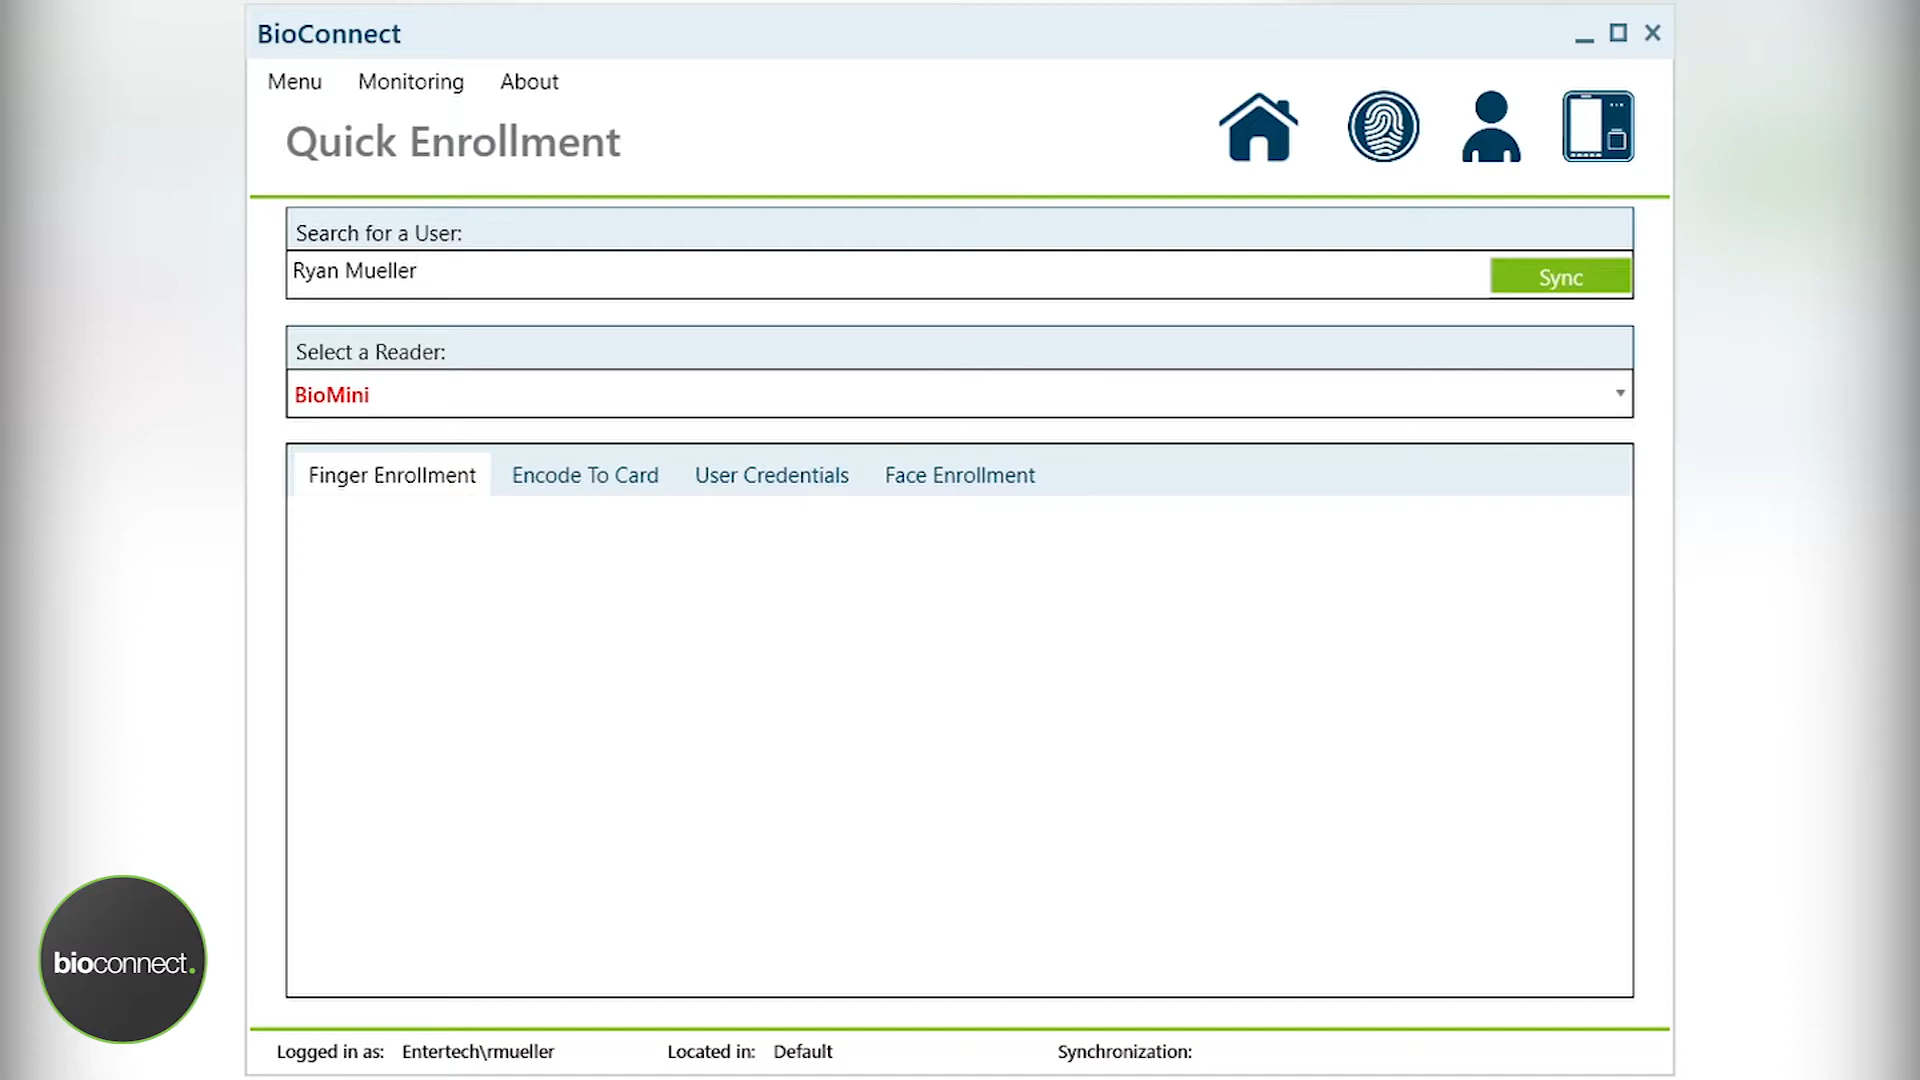 BioConnect
Menu Monitoring About
Quick Enrollment
Search for a User:
Ryan Mueller
Sync
Select a Reader:
BioMini
Finger Enrollment Encode To Card User Credentials Face Enrollment
bioconnect.
Logged in as: Entertech\rmueller Located in: Default Synchronization: